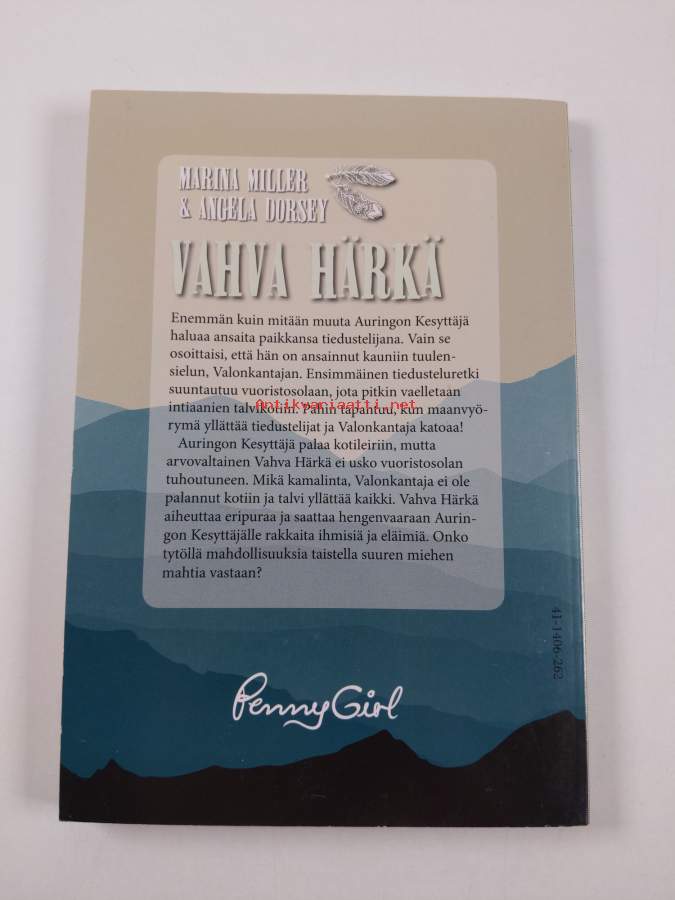 MARINA MILLER
& ANGELA DORSEY
VAHVA HÄRKÄ
Enemmän kuin mitään muuta Auringon Kesyttäjä
haluaa ansaita paikkansa tiedustelijana. Vain se
osoittaisi, että hän on ansainnut kauniin tuulen-
sielun, Valonkantajan. Ensimmäinen tiedusteluretki
suuntautuu vuoristosolaan, jota pitkin vaelletaan
intiaanien talvikotiin. Pahin tapahtuu, kun maanvyö-
Antikvariaatti.net
rymä yllättää tiedustelijat ja Valonkantaja katoaa!
Auringon Kesyttäjä palaa kotileiriin, mutta
arvovaltainen Vahva Härkä ei usko vuoristosolan
tuhoutuneen. Mikä kamalinta, Valonkantaja ei ole
palannut kotiin ja talvi yllättää kaikki. Vahva Härkä
aiheuttaa eripuraa ja saattaa hengenvaaraan Aurin-
gon Kesyttäjälle rakkaita ihmisiä ja eläimiä. Onko
tytöllä mahdollisuuksia taistella suuren miehen
mahtia vastaan?
41-1406-262
PennyGirl